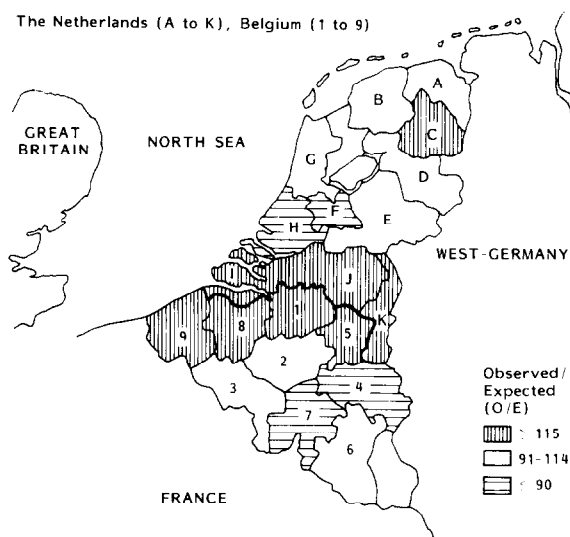 The Netherlands (A to K), Belgium (1 to 9)
A
B
GREAT
BRITAIN
NORTH SEA
C
G
D
F
E
H
WEST-GERMANY
I
J
1
K
8
9
5
2
Observed/
Expected
(O/E)
3
4
7
115
6
91-114
90
FRANCE